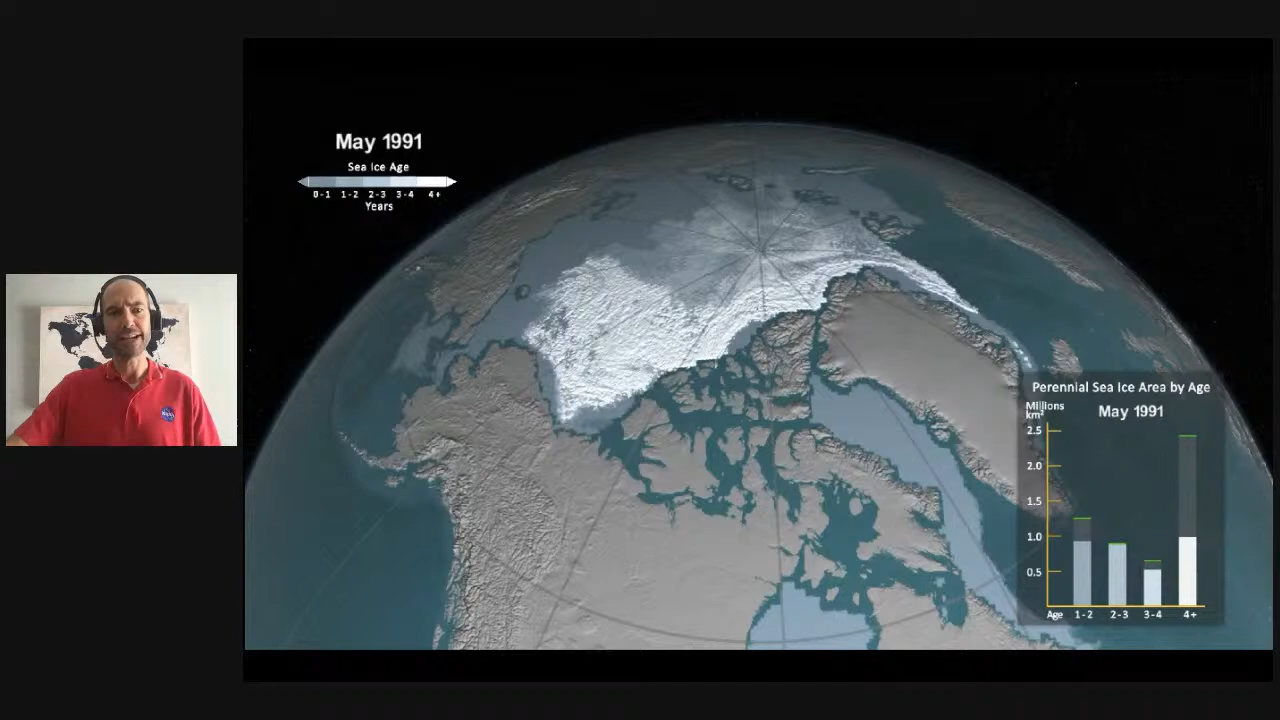 May 1991
Sea Ice Age
0-1 1-2 2-3 3-4 4+
Years
Perennial Sea Ice Area by Age
Millions
km²
May 1991
2.5
2.0
1.5
1.0
0.5
Age 1-2 2-3 3-4 4+
NASA